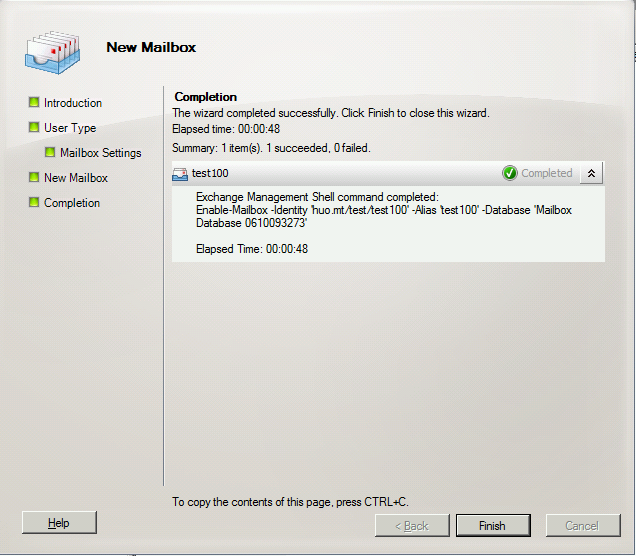 New Mailbox
Introduction
User Type
Mailbox Settings
New Mailbox
Completion
Completion
The wizard completed successfully. Click Finish to close this wizard.
Elapsed time: 00:00:48
Summary: 1 item(s). 1 succeeded, 0 failed.
test100 Completed
Exchange Management Shell command completed:
Enable-Mailbox -Identity 'huo.mt/test/test100' -Alias 'test100' -Database 'Mailbox
Database 0610093273'
Elapsed Time: 00:00:48
To copy the contents of this page, press CTRL+C.
Help
< Back
Finish
Cancel